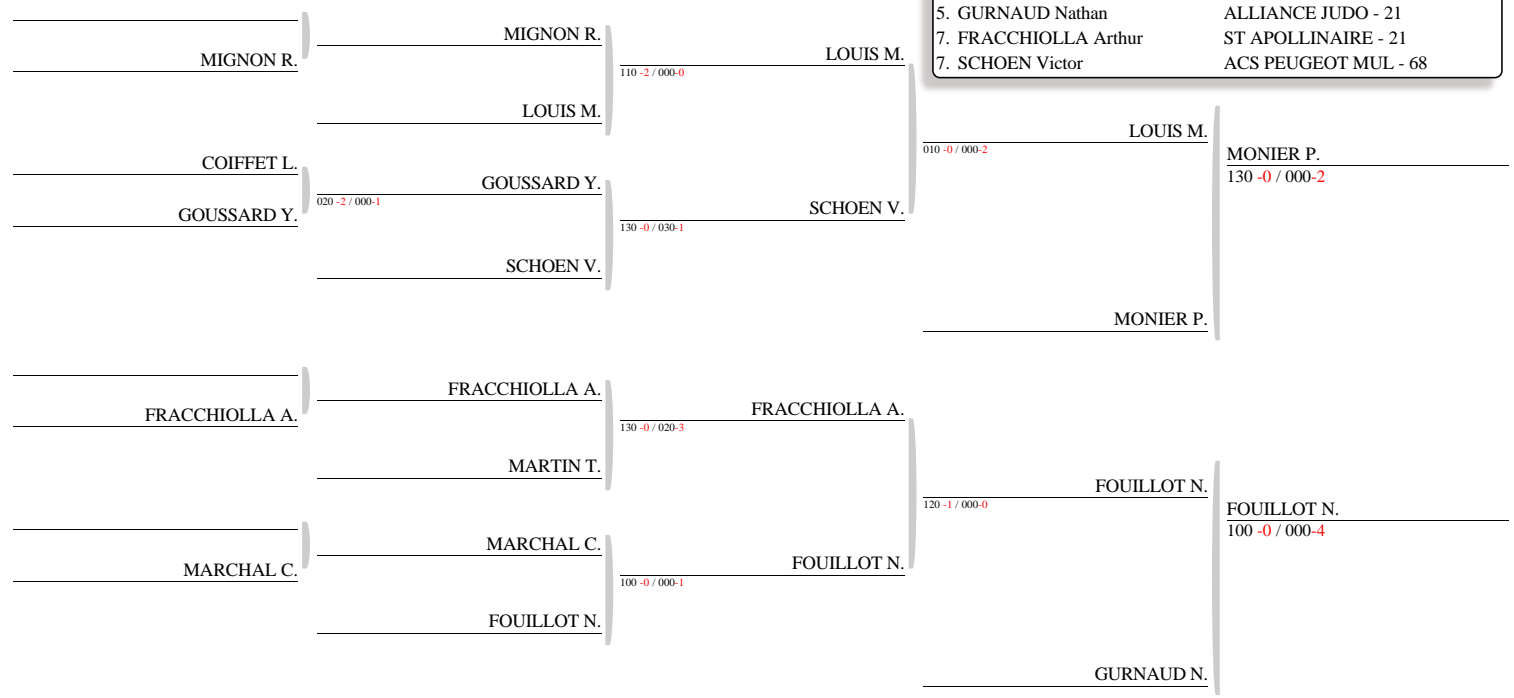 5. GURNAUD Nathan ALLIANCE JUDO - 21
7. FRACCHIOLLA Arthur ST APOLLINAIRE - 21
7. SCHOEN Victor ACS PEUGEOT MUL - 68
MIGNON R.
MIGNON R.
110 -2 / 000-0
LOUIS M.
LOUIS M.
COIFFET L.
GOUSSARD Y.
020 -2 / 000-1
GOUSSARD Y.
130 -0 / 030-1
SCHOEN V.
SCHOEN V.
010 -0 / 000-2
LOUIS M.
MONIER P.
MONIER P.
130 -0 / 000-2
FRACCHIOLLA A.
FRACCHIOLLA A.
130 -0 / 020-3
MARTIN T.
FRACCHIOLLA A.
MARCHAL C.
MARCHAL C.
100 -0 / 000-1
FOUILLOT N.
FOUILLOT N.
120 -1 / 000-0
FOUILLOT N.
GURNAUD N.
FOUILLOT N.
100 -0 / 000-4